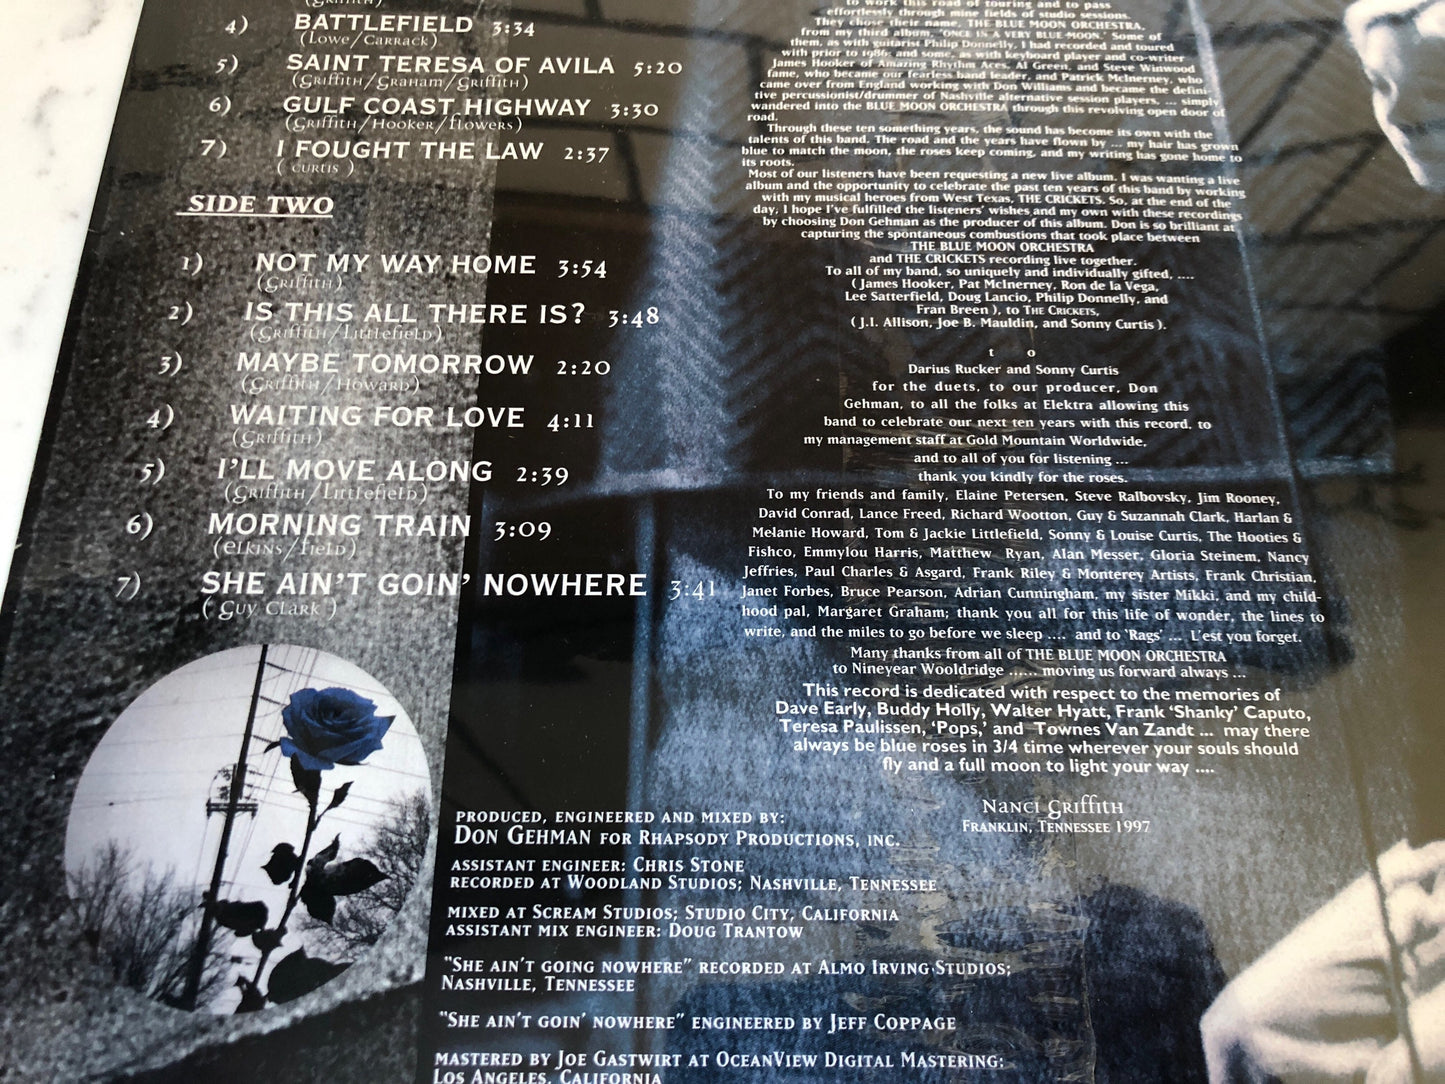 4) BATTLEFIELD 3:34
(Lowe/Carrack)
5) SAINT TERESA OF AVILA 5:20
(Griffith/Graham/Griffith)
6) GULF COAST HIGHWAY 3:30
(Griffith/Hooker/flowers)
7) I FOUGHT THE LAW 2:37
( CURTIS )
SIDE TWO
1) NOT MY WAY HOME 3:54
(Griffith)
2) IS THIS ALL THERE IS? 3:48
(Griffith/Littlefield)
3) MAYBE TOMORROW 2:20
(Griffith/Howard)
4) WAITING FOR LOVE 4:11
(Griffith)
5) I'LL MOVE ALONG 2:39
(Griffith/Littlefield)
6) MORNING TRAIN 3:09
(elkins/field)
7) SHE AIN'T GOIN' NOWHERE 3:41
( Guy Clark )
to work this road of touring and to pass
effortlessly through mine fields of studio sessions.
They chose their name, THE BLUE MOON ORCHESTRA,
from my third album, 'ONCE IN A VERY BLUE MOON.' Some of
them, as with guitarist Philip Donnelly, I had recorded and toured
with prior to 1986; and some, as with keyboard player and co-writer
James Hooker of Amazing Rhythm Aces, Al Green, and Steve Winwood
fame, who became our fearless band leader, and Patrick McInerney, who
came over from England working with Don Williams and became the defini-
tive percussionist/drummer of Nashville alternative session players, ... simply
wandered into the BLUE MOON ORCHESTRA through this revolving open door of
road.
Through these ten something years, the sound has become its own with the
talents of this band. The road and the years have flown by ... my hair has grown
blue to match the moon, the roses keep coming, and my writing has gone home to
its roots.
Most of our listeners have been requesting a new live album. I was wanting a live
album and the opportunity to celebrate the past ten years of this band by working
with my musical heroes from West Texas, THE CRICKETS. So, at the end of the
day, I hope I've fulfilled the listeners' wishes and my own with these recordings
by choosing Don Gehman as the producer of this album. Don is so brilliant at
capturing the spontaneous combustions that took place between
THE BLUE MOON ORCHESTRA
and THE CRICKETS recording live together.
To all of my band, so uniquely and individually gifted, ....
( James Hooker, Pat McInerney, Ron de la Vega,
Lee Satterfield, Doug Lancio, Philip Donnelly, and
Fran Breen ), to The Crickets,
( J.I. Allison, Joe B. Mauldin, and Sonny Curtis ).
t o
Darius Rucker and Sonny Curtis
for the duets, to our producer, Don
Gehman, to all the folks at Elektra allowing this
band to celebrate our next ten years with this record, to
my management staff at Gold Mountain Worldwide,
and to all of you for listening ...
thank you kindly for the roses.
To my friends and family, Elaine Petersen, Steve Ralbovsky, Jim Rooney,
David Conrad, Lance Freed, Richard Wootton, Guy & Suzannah Clark, Harlan &
Melanie Howard, Tom & Jackie Littlefield, Sonny & Louise Curtis, The Hooties &
Fishco, Emmylou Harris, Matthew Ryan, Alan Messer, Gloria Steinem, Nancy
Jeffries, Paul Charles & Asgard, Frank Riley & Monterey Artists, Frank Christian,
Janet Forbes, Bruce Pearson, Adrian Cunningham, my sister Mikki, and my child-
hood pal, Margaret Graham; thank you all for this life of wonder, the lines to
write, and the miles to go before we sleep .... and to 'Rags' ... L'est you forget.
Many thanks from all of THE BLUE MOON ORCHESTRA
to Nineyear Wooldridge ...... moving us forward always ...
This record is dedicated with respect to the memories of
Dave Early, Buddy Holly, Walter Hyatt, Frank 'Shanky' Caputo,
Teresa Paulissen, 'Pops,' and Townes Van Zandt ... may there
always be blue roses in 3/4 time wherever your souls should
fly and a full moon to light your way ....
Nanci Griffith
Franklin, Tennessee 1997
PRODUCED, ENGINEERED AND MIXED BY:
Don Gehman for Rhapsody Productions, inc.
ASSISTANT ENGINEER: CHRIS STONE
RECORDED AT WOODLAND STUDIOS; NASHVILLE, TENNESSEE
MIXED AT SCREAM STUDIOS; STUDIO CITY, CALIFORNIA
ASSISTANT MIX ENGINEER: DOUG TRANTOW
"SHE AIN'T GOING NOWHERE" RECORDED AT ALMO IRVING STUDIOS;
NASHVILLE, TENNESSEE
"SHE AIN'T GOIN' NOWHERE" ENGINEERED BY JEFF COPPAGE
MASTERED BY JOE GASTWIRT AT OCEANVIEW DIGITAL MASTERING:
LOS ANGELES, CALIFORNIA